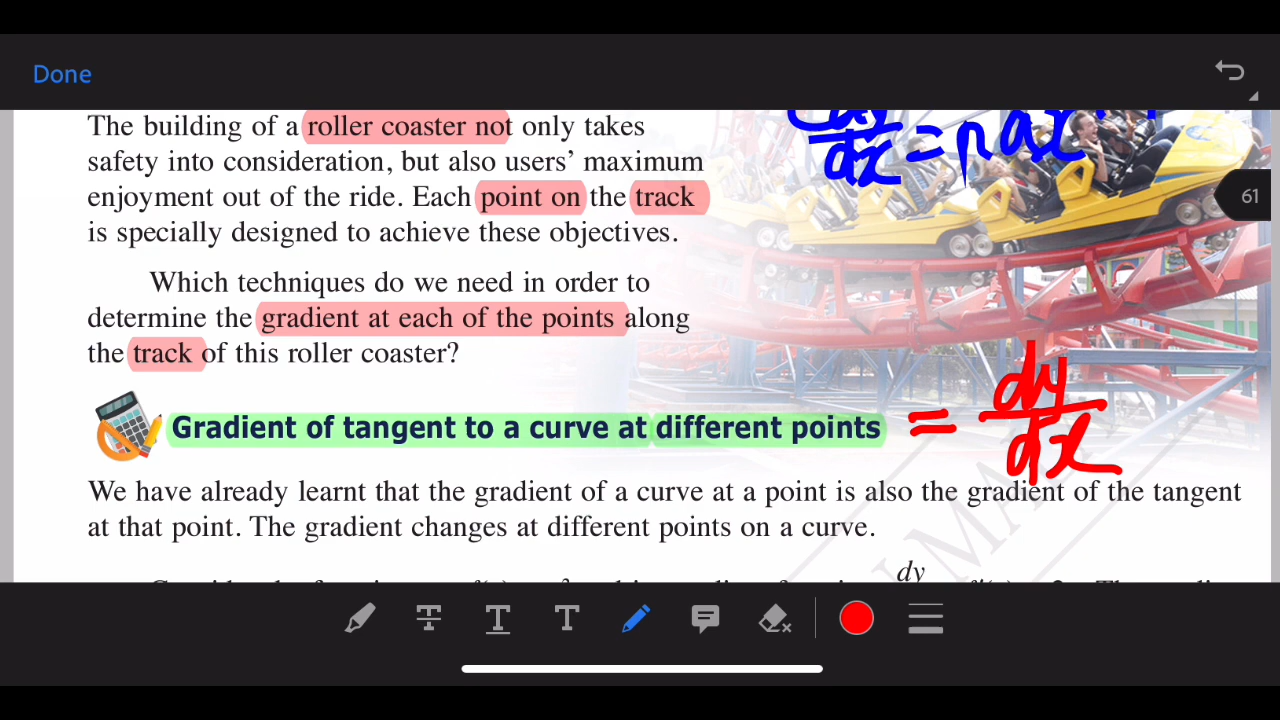 Done
The building of a roller coaster not only takes
safety into consideration, but also users' maximum
enjoyment out of the ride. Each point on the track
is specially designed to achieve these objectives.
dx = nax
61
Which techniques do we need in order to
determine the gradient at each of the points along
the track of this roller coaster?
Gradient of tangent to a curve at different points = dy
dx
We have already learnt that the gradient of a curve at a point is also the gradient of the tangent
at that point. The gradient changes at different points on a curve.
dy
T T T